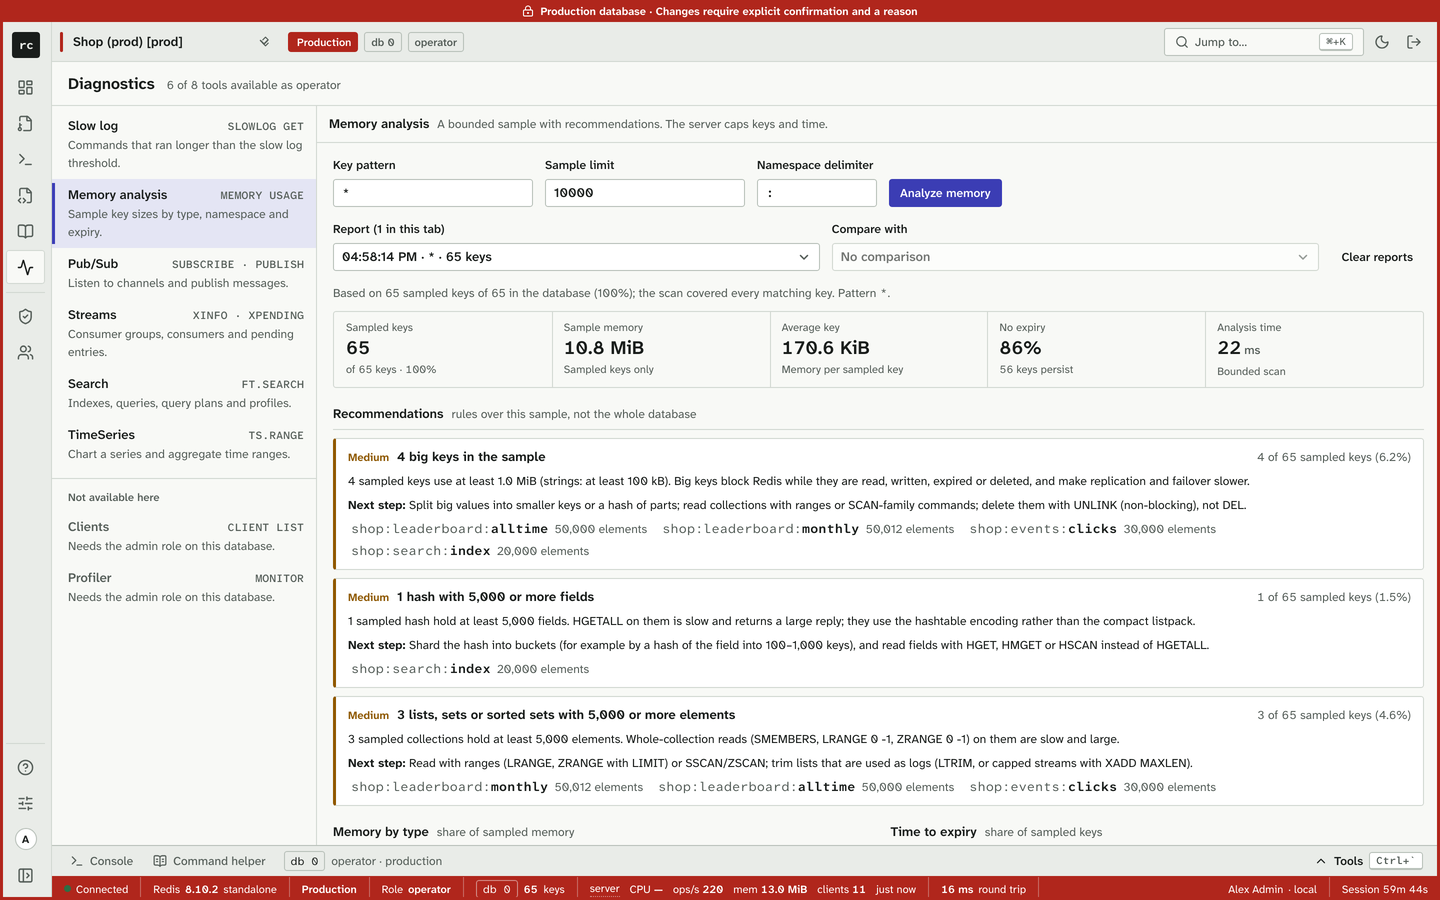 Production database · Changes require explicit confirmation and a reason
rc
Shop (prod) [prod]
Production
db 0
operator
Jump to...
⌘+K
Diagnostics
6 of 8 tools available as operator
Slow log
SLOWLOG GET
Commands that ran longer than the slow log
threshold.
Memory analysis
MEMORY USAGE
Sample key sizes by type, namespace and
expiry.
Pub/Sub
SUBSCRIBE · PUBLISH
Listen to channels and publish messages.
Streams
XINFO · XPENDING
Consumer groups, consumers and pending
entries.
Search
FT.SEARCH
Indexes, queries, query plans and profiles.
TimeSeries
TS.RANGE
Chart a series and aggregate time ranges.
Not available here
Clients
CLIENT LIST
Needs the admin role on this database.
Profiler
MONITOR
Needs the admin role on this database.
Memory analysis
A bounded sample with recommendations. The server caps keys and time.
Key pattern
Sample limit
Namespace delimiter
*
10000
:
Analyze memory
Report (1 in this tab)
Compare with
04:58:14 PM · * · 65 keys
No comparison
Clear reports
Based on 65 sampled keys of 65 in the database (100%); the scan covered every matching key. Pattern *.
Sampled keys
65
of 65 keys · 100%
Sample memory
10.8 MiB
Sampled keys only
Average key
170.6 KiB
Memory per sampled key
No expiry
86%
56 keys persist
Analysis time
22 ms
Bounded scan
Recommendations
rules over this sample, not the whole database
Medium 4 big keys in the sample
4 of 65 sampled keys (6.2%)
4 sampled keys use at least 1.0 MiB (strings: at least 100 kB). Big keys block Redis while they are read, written, expired or deleted, and make replication and failover slower.
Next step: Split big values into smaller keys or a hash of parts; read collections with ranges or SCAN-family commands; delete them with UNLINK (non-blocking), not DEL.
shop:leaderboard:alltime 50,000 elements shop:leaderboard:monthly 50,012 elements shop:events:clicks 30,000 elements
shop:search:index 20,000 elements
Medium 1 hash with 5,000 or more fields
1 of 65 sampled keys (1.5%)
1 sampled hash hold at least 5,000 fields. HGETALL on them is slow and returns a large reply; they use the hashtable encoding rather than the compact listpack.
Next step: Shard the hash into buckets (for example by a hash of the field into 100–1,000 keys), and read fields with HGET, HMGET or HSCAN instead of HGETALL.
shop:search:index 20,000 elements
Medium 3 lists, sets or sorted sets with 5,000 or more elements
3 of 65 sampled keys (4.6%)
3 sampled collections hold at least 5,000 elements. Whole-collection reads (SMEMBERS, LRANGE 0 -1, ZRANGE 0 -1) on them are slow and large.
Next step: Read with ranges (LRANGE, ZRANGE with LIMIT) or SSCAN/ZSCAN; trim lists that are used as logs (LTRIM, or capped streams with XADD MAXLEN).
shop:leaderboard:monthly 50,012 elements shop:leaderboard:alltime 50,000 elements shop:events:clicks 30,000 elements
Memory by type share of sampled memory
Time to expiry share of sampled keys
A
Console
Command helper
db 0
operator · production
Tools
Ctrl+`
Connected
Redis 8.10.2 standalone
Production
Role operator
db 0 65 keys
server CPU — ops/s 220 mem 13.0 MiB clients 11 just now
16 ms round trip
Alex Admin · local
Session 59m 44s